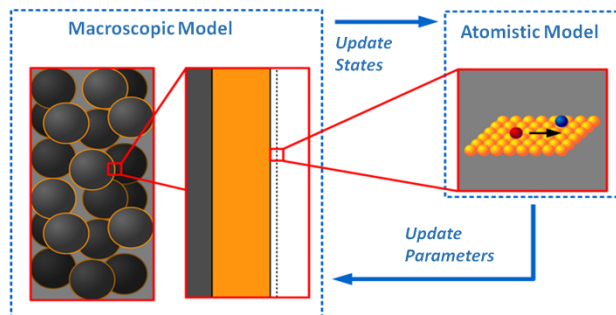 Macroscopic Model
Update
States
Atomistic Model
Update
Parameters